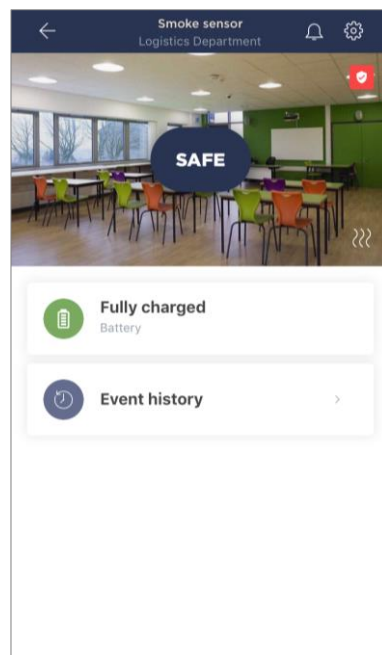 Smoke sensor
Logistics Department
SAFE
Fully charged
Battery
Event history